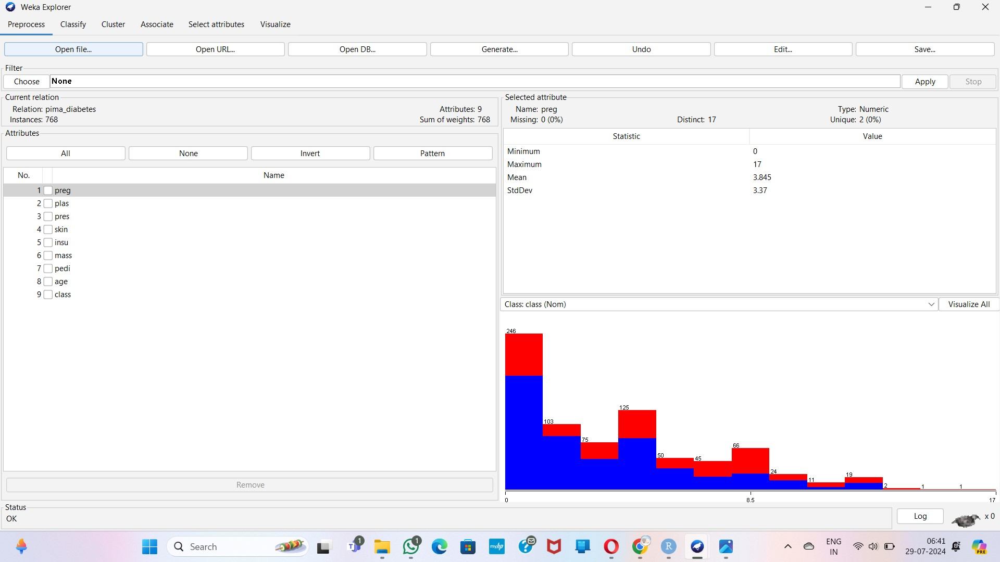 Weka Explorer
Preprocess Classify Cluster Associate Select attributes Visualize
Open file... Open URL... Open DB... Generate... Undo Edit... Save...
Filter
Choose None Apply Stop
Current relation
Relation: pima_diabetes Attributes: 9
Instances: 768 Sum of weights: 768
Attributes
All None Invert Pattern
No. Name
1 preg
2 plas
3 pres
4 skin
5 insu
6 mass
7 pedi
8 age
9 class
Remove
Selected attribute
Name: preg Type: Numeric
Missing: 0 (0%) Distinct: 17 Unique: 2 (0%)
Statistic Value
Minimum 0
Maximum 17
Mean 3.845
StdDev 3.37
Class: class (Nom) Visualize All
246
103
75
125
50
45
66
24
11
19
2
1
1
0 8.5 17
Status
OK
Log x 0
Search
1
1
myhp
R
ENG
IN
06:41
29-07-2024
PRE